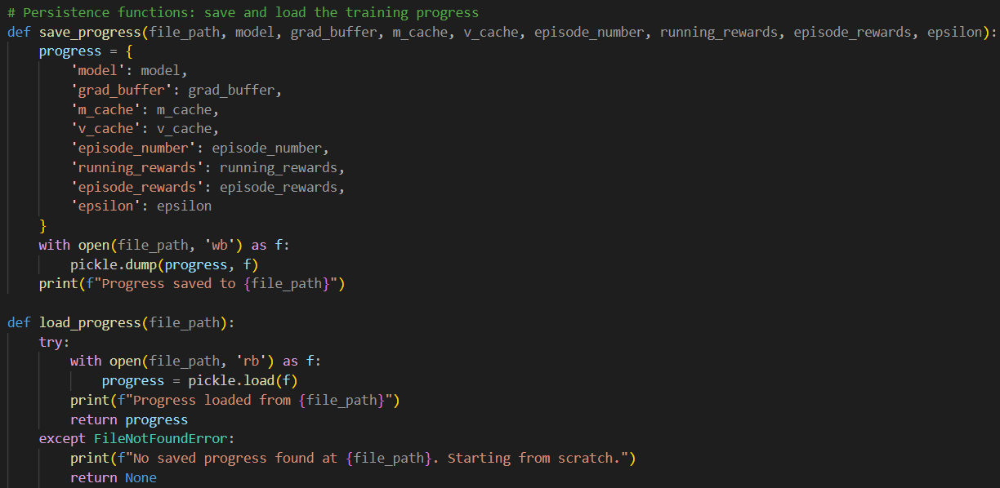 # Persistence functions: save and load the training progress
def save_progress(file_path, model, grad_buffer, m_cache, v_cache, episode_number, running_rewards, episode_rewards, epsilon):
    progress = {
        'model': model,
        'grad_buffer': grad_buffer,
        'm_cache': m_cache,
        'v_cache': v_cache,
        'episode_number': episode_number,
        'running_rewards': running_rewards,
        'episode_rewards': episode_rewards,
        'epsilon': epsilon
    }
    with open(file_path, 'wb') as f:
        pickle.dump(progress, f)
    print(f"Progress saved to {file_path}")

def load_progress(file_path):
    try:
        with open(file_path, 'rb') as f:
            progress = pickle.load(f)
        print(f"Progress loaded from {file_path}")
        return progress
    except FileNotFoundError:
        print(f"No saved progress found at {file_path}. Starting from scratch.")
        return None